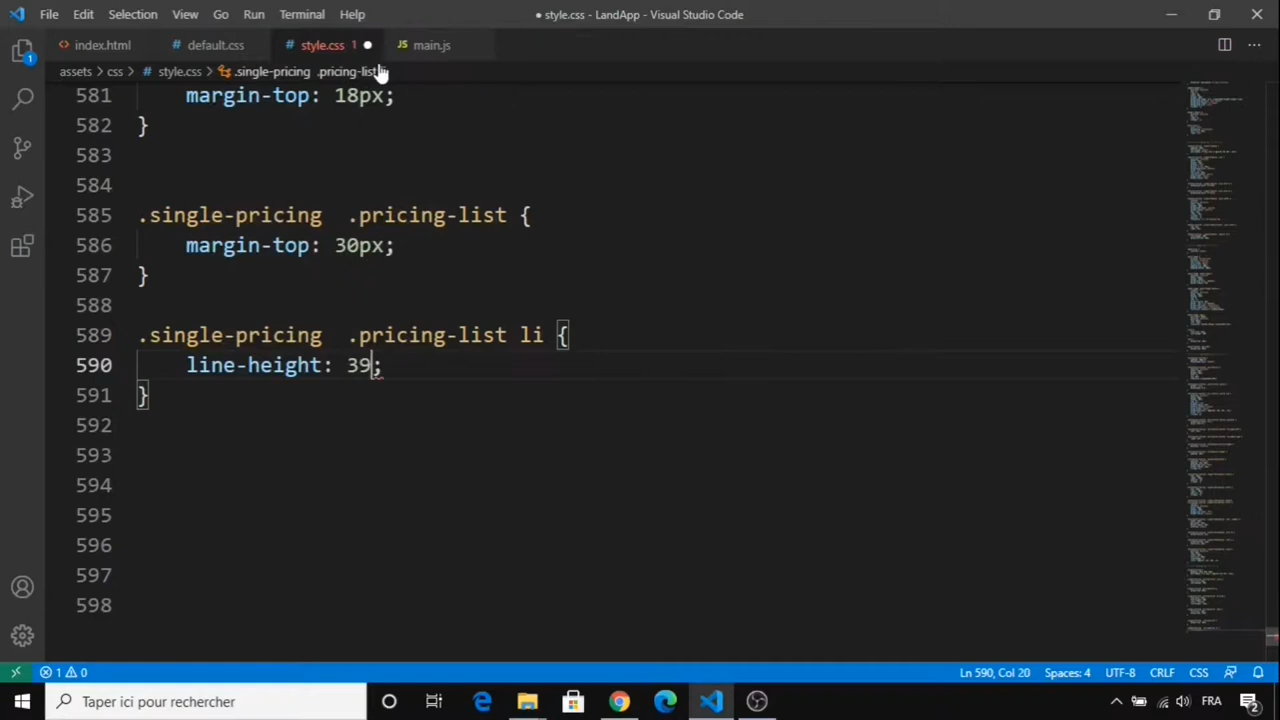 File Edit Selection View Go Run Terminal Help
● style.css - LandApp - Visual Studio Code
<> index.html # default.css # style.css 1 ● JS main.js
1
assets > css > # style.css > .single-pricing .pricing-list li
581 margin-top: 18px;
582 }
583
584
585 .single-pricing  .pricing-list {
586 margin-top: 30px;
587 }
588
589 .single-pricing  .pricing-list li {
590 line-height: 39;
591 }
592
593
594
595
596
597
598
1 0 Ln 590, Col 20 Spaces: 4 UTF-8 CRLF CSS
Taper ici pour rechercher FRA 2